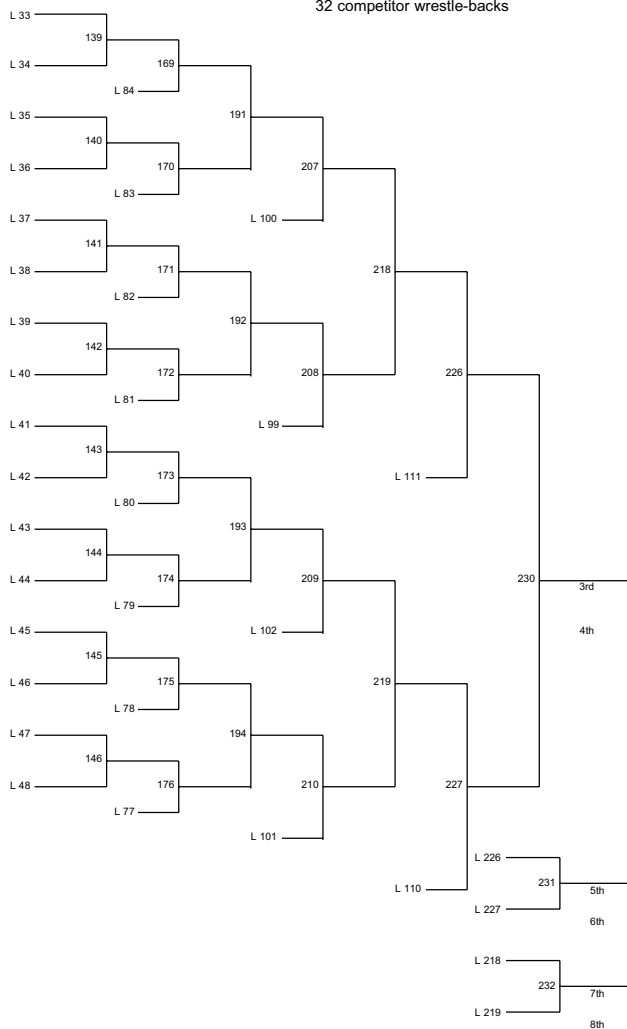 32 competitor wrestle-backs
L 33
139
169
L 34
L 84
191
L 35
140
170
207
L 36
L 83
L 37
L 100
141
171
218
L 38
L 82
192
L 39
142
172
208
226
L 40
L 81
L 41
L 99
143
173
L 111
L 42
L 80
193
L 43
144
174
209
230
3rd
L 44
L 79
L 45
L 102
4th
145
175
219
L 46
L 78
194
L 47
146
176
210
227
L 48
L 77
L 101
L 226
231
L 110
5th
L 227
6th
L 218
232
7th
L 219
8th